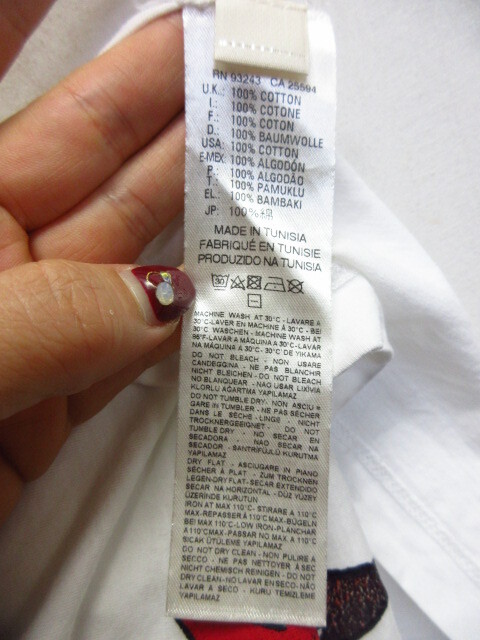 RN 93243 CA 25594
U.K.: 100% COTTON
I.: 100% COTONE
F.: 100% COTON
D.: 100% BAUMWOLLE
USA: 100% COTTON
E-MEX: 100% ALGODÓN
P.: 100% ALGODÃO
T.: 100% PAMUKLU
EL.: 100% BAMBAKI
JP: 100%綿
MADE IN TUNISIA
FABRIQUÉ EN TUNISIE
PRODUZIDO NA TUNISIA
30
MACHINE WASH AT 30°C - LAVARE A
30°C-LAVER EN MACHINE À 30°C - BEI
30°C WASCHEN - MACHINE WASH AT
86°F-LAVAR A MÁQUINA A 30°C-LAVAR
NA MÁQUINA À 30°C- 30°C DE YIKAMA
DO NOT BLEACH - NON USARE
CANDEGGINA - NE PAS BLANCHIR
NICHT BLEICHEN - DO NOT BLEACH
NO BLANQUEAR - NAO USAR LIXÍVIA
KLORLU AĞARTMA YAPILAMAZ
DO NOT TUMBLE DRY- NON ASCIU
GARE IN TUMBLER - NE PAS SÉCHER
DANS LE SÈCHE - LINGE - NICHT
TROCKNERGEEIGNET - DO NOT
TUMBLE DRY - NO SECAR EN
SECADORA - NAO SECAR NA
SECADOR - SANTRİFÜJLÜ KURUTMA
YAPILAMAZ
DRY FLAT - ASCIUGARE IN PIANO
SÉCHER À PLAT - ZUM TROCKNEN
LEGEN-DRY FLAT- SECAR EXTENDIDO
SECAR NA HORIZONTAL - DÜZ YÜZEY
ÜZERİNDE KURUTUN
IRON AT MAX 110°C- STIRARE A 110°C
MAX-REPASSER À 110°C MAX-BÜGELN
BEI MAX 110°C-LOW IRON-PLANCHAR
A 110°C MAX-PASSAR NO MAX A 110°C
SICAK ÜTÜLEME YAPILAMAZ
DO NOT DRY CLEAN - NON PULIRE A
SECCO - NE PAS NETTOYER À SEC
NICHT CHEMISCH REINIGEN - DO NOT
DRY CLEAN-NO LAVAR EN SECO-NÃO
LAVAR A SECO - KURU TEMİZLEME
YAPILAMAZ